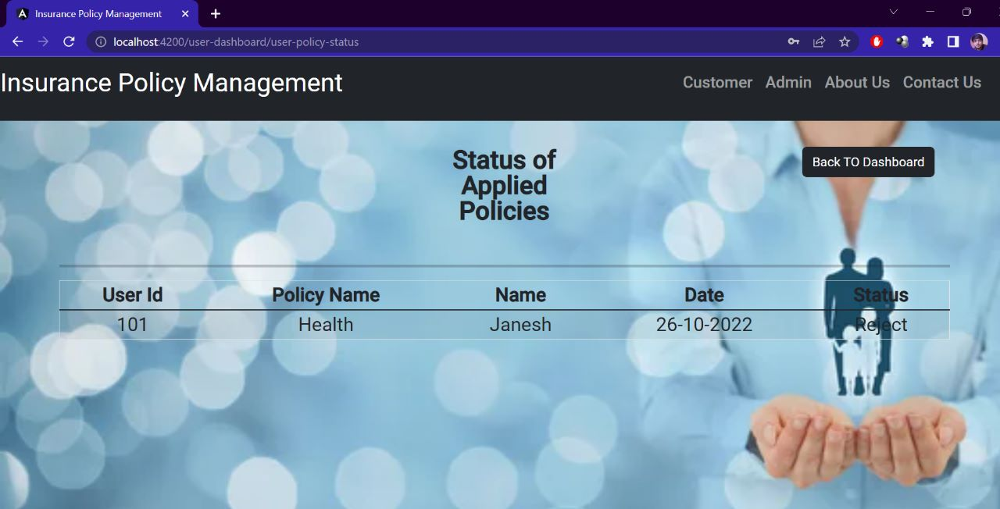 Insurance Policy Management
localhost:4200/user-dashboard/user-policy-status
Insurance Policy Management
Customer Admin About Us Contact Us
Status of
Applied
Policies
Back TO Dashboard
User Id Policy Name Name Date Status
101 Health Janesh 26-10-2022 Reject